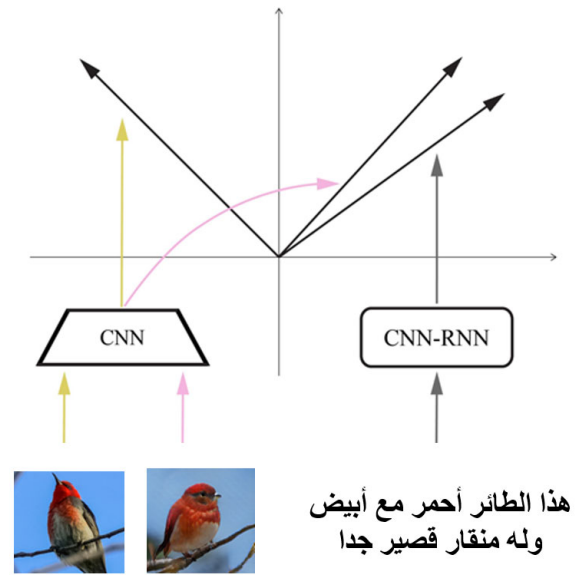 CNN
CNN-RNN
هذا الطائر أحمر مع أبيض
وله منقار قصير جدا